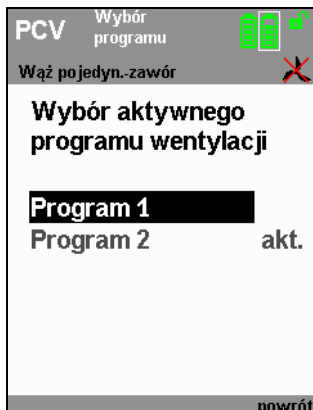 PCV Wybór
programu
Wąż pojedyn.-zawór
Wybór aktywnego
programu wentylacji
Program 1
Program 2 akt.
powrót